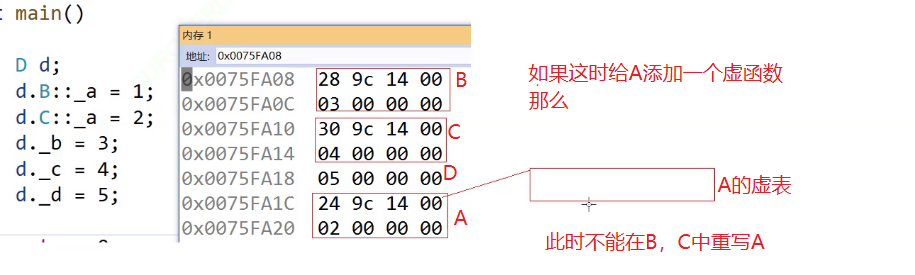 main()
D d;
d.B::_a = 1;
d.C::_a = 2;
d._b = 3;
d._c = 4;
d._d = 5;
内存 1
地址: 0x0075FA08
0x0075FA08 28 9c 14 00 B
0x0075FA0C 03 00 00 00
0x0075FA10 30 9c 14 00 C
0x0075FA14 04 00 00 00
0x0075FA18 05 00 00 00 D
0x0075FA1C 24 9c 14 00
0x0075FA20 02 00 00 00 A
如果这时给A添加一个虚函数
那么
A的虚表
此时不能在B，C中重写A